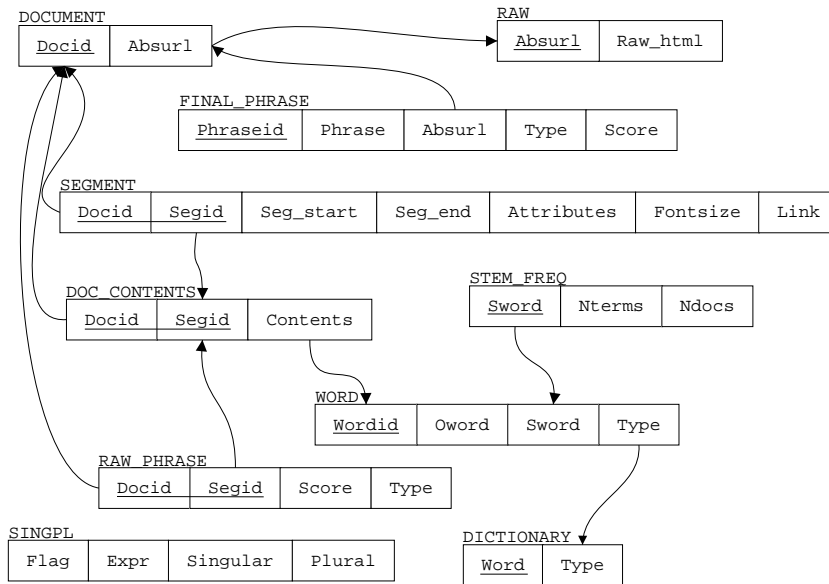 DOCUMENT
Docid Absurl
RAW
Absurl Raw_html
FINAL_PHRASE
Phraseid Phrase Absurl Type Score
SEGMENT
Docid Segid Seg_start Seg_end Attributes Fontsize Link
DOC_CONTENTS
Docid Segid Contents
STEM_FREQ
Sword Nterms Ndocs
WORD
Wordid Oword Sword Type
RAW_PHRASE
Docid Segid Score Type
SINGPL
Flag Expr Singular Plural
DICTIONARY
Word Type